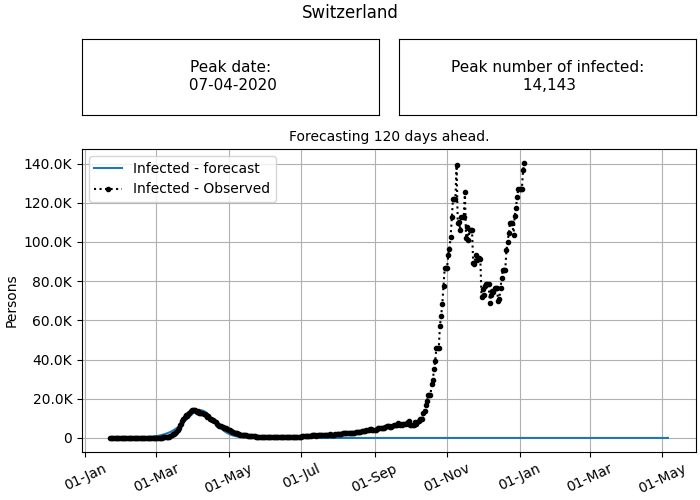 Switzerland
Peak date:
07-04-2020
Peak number of infected:
14,143
Forecasting 120 days ahead.
Infected - forecast
Infected - Observed
Persons
140.0K
120.0K
100.0K
80.0K
60.0K
40.0K
20.0K
0
01-Jan
01-Mar
01-May
01-Jul
01-Sep
01-Nov
01-Jan
01-Mar
01-May